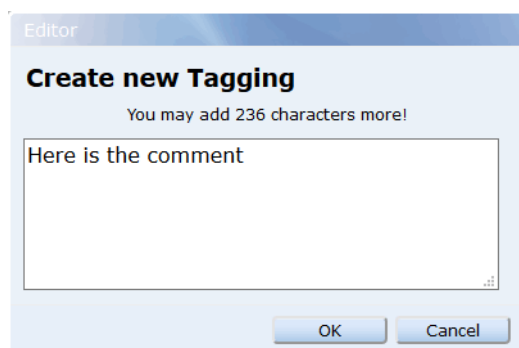 Editor
Create new Tagging
You may add 236 characters more!
Here is the comment
OK Cancel